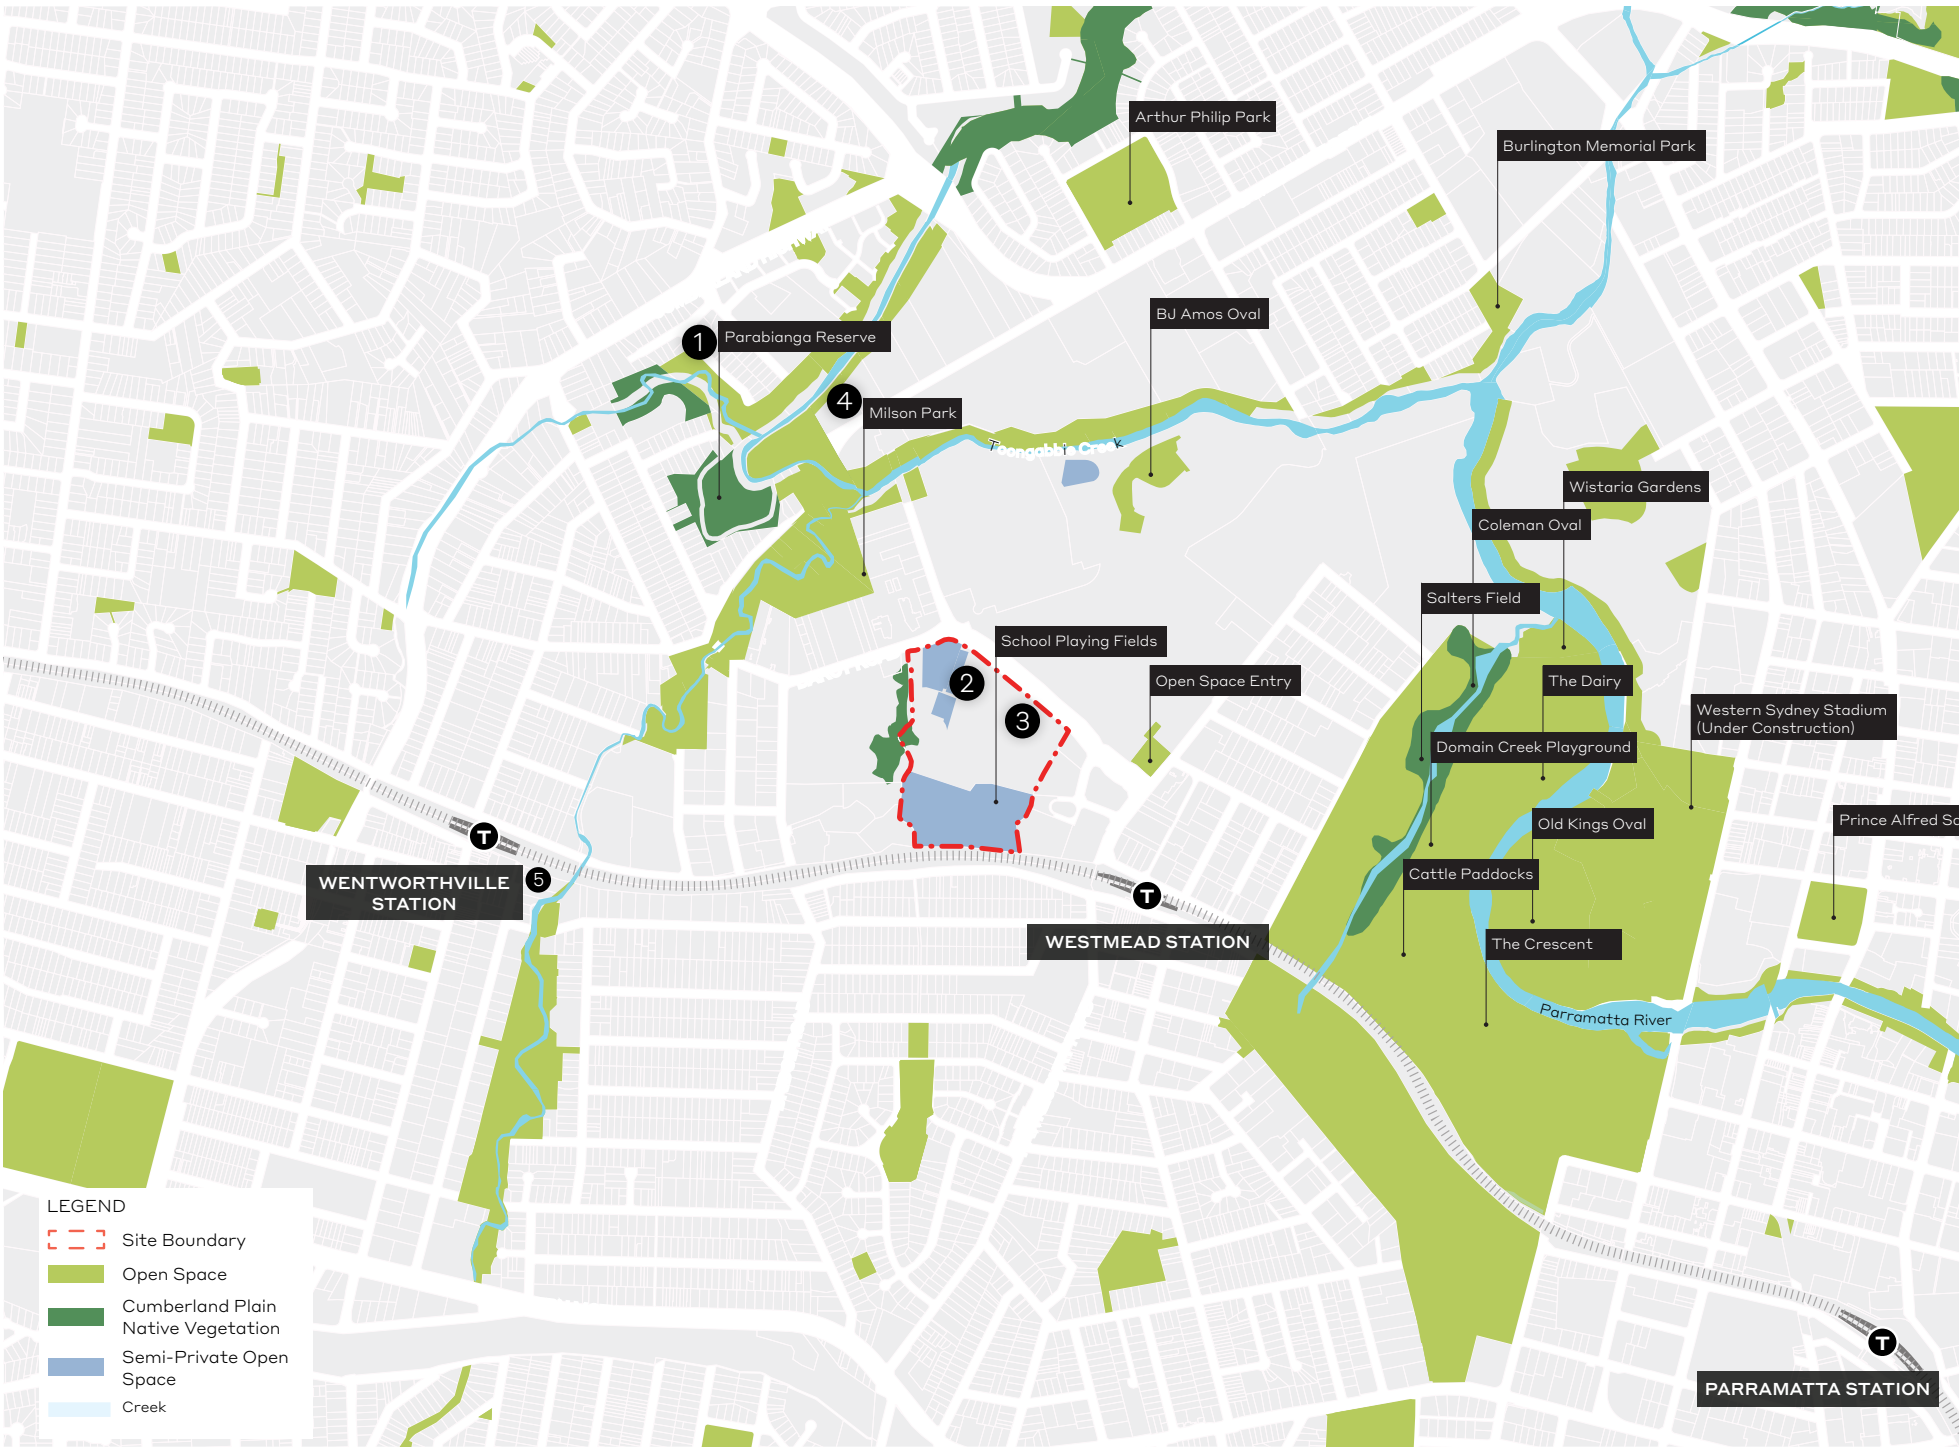 Arthur Philip Park
Burlington Memorial Park
BJ Amos Oval
1
Parabianga Reserve
4
Milson Park
Toongabbie Creek
Wistaria Gardens
Coleman Oval
Salters Field
School Playing Fields
2
Open Space Entry
The Dairy
3
Western Sydney Stadium
(Under Construction)
Domain Creek Playground
Old Kings Oval
Prince Alfred Sq
T
WENTWORTHVILLE
STATION
5
Cattle Paddocks
T
WESTMEAD STATION
The Crescent
Parramatta River
LEGEND
Site Boundary
Open Space
Cumberland Plain
Native Vegetation
Semi-Private Open
Space
Creek
T
PARRAMATTA STATION